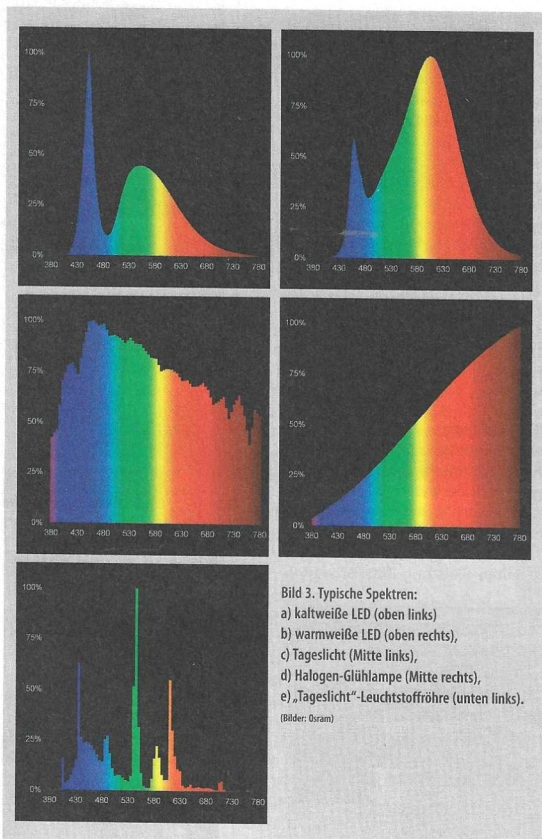 100%
75%
50%
25%
0%
380 430 480 530 580 630 680 730 780
100%
75%
50%
25%
0%
380 430 480 530 580 630 680 730 780
100%
75%
50%
25%
0%
380 430 480 530 580 630 680 730 780
100%
75%
50%
25%
0%
380 430 480 530 580 630 680 730 780
100%
75%
50%
25%
0%
380 430 480 530 580 630 680 730 780
Bild 3. Typische Spektren:
a) kaltweiße LED (oben links)
b) warmweiße LED (oben rechts),
c) Tageslicht (Mitte links),
d) Halogen-Glühlampe (Mitte rechts),
e) „Tageslicht“-Leuchtstoffröhre (unten links).
(Bilder: Osram)